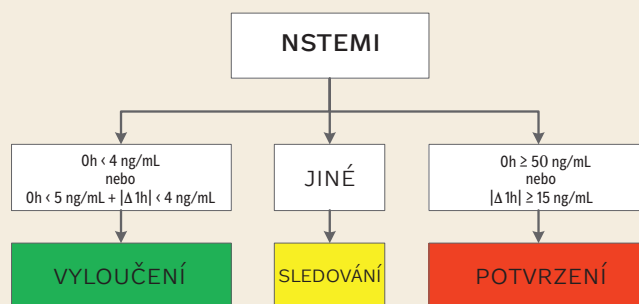 NSTEMI
0h < 4 ng/mL
nebo
0h < 5 ng/mL + |Δ 1h| < 4 ng/mL
JINÉ
0h ≥ 50 ng/mL
nebo
|Δ 1h| ≥ 15 ng/mL
VYLOUČENÍ
SLEDOVÁNÍ
POTVRZENÍ